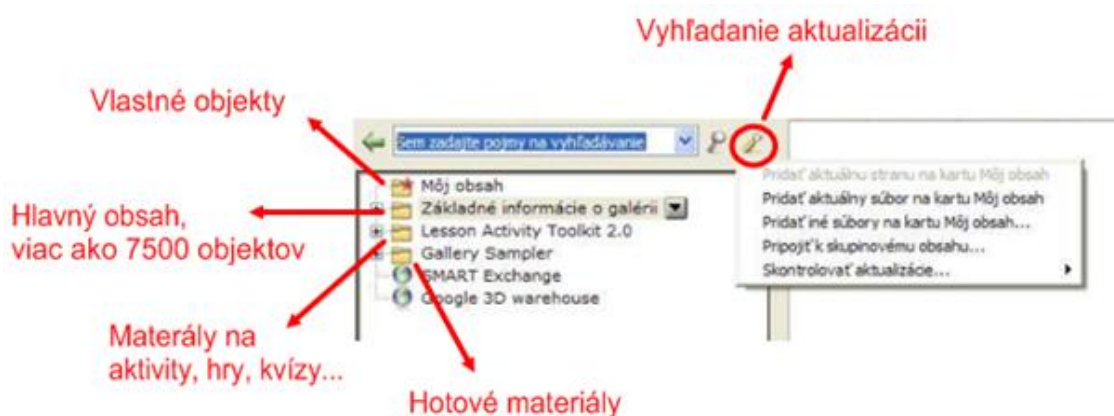 Vyhľadanie aktualizácii
Vlastné objekty
Sem zadajte pojmy na vyhľadávanie
Pridať aktuálnu stranu na kartu Môj obsah
Môj obsah
Pridať aktuálny súbor na kartu Môj obsah
Hlavný obsah,
viac ako 7500 objektov
Základné informácie o galérii
Pridať iné súbory na kartu Môj obsah...
Lesson Activity Toolkit 2.0
Pripojiť k skupinovému obsahu...
Gallery Sampler
Skontrolovať aktualizácie...
SMART Exchange
Google 3D warehouse
Materály na
aktivity, hry, kvízy...
Hotové materiály